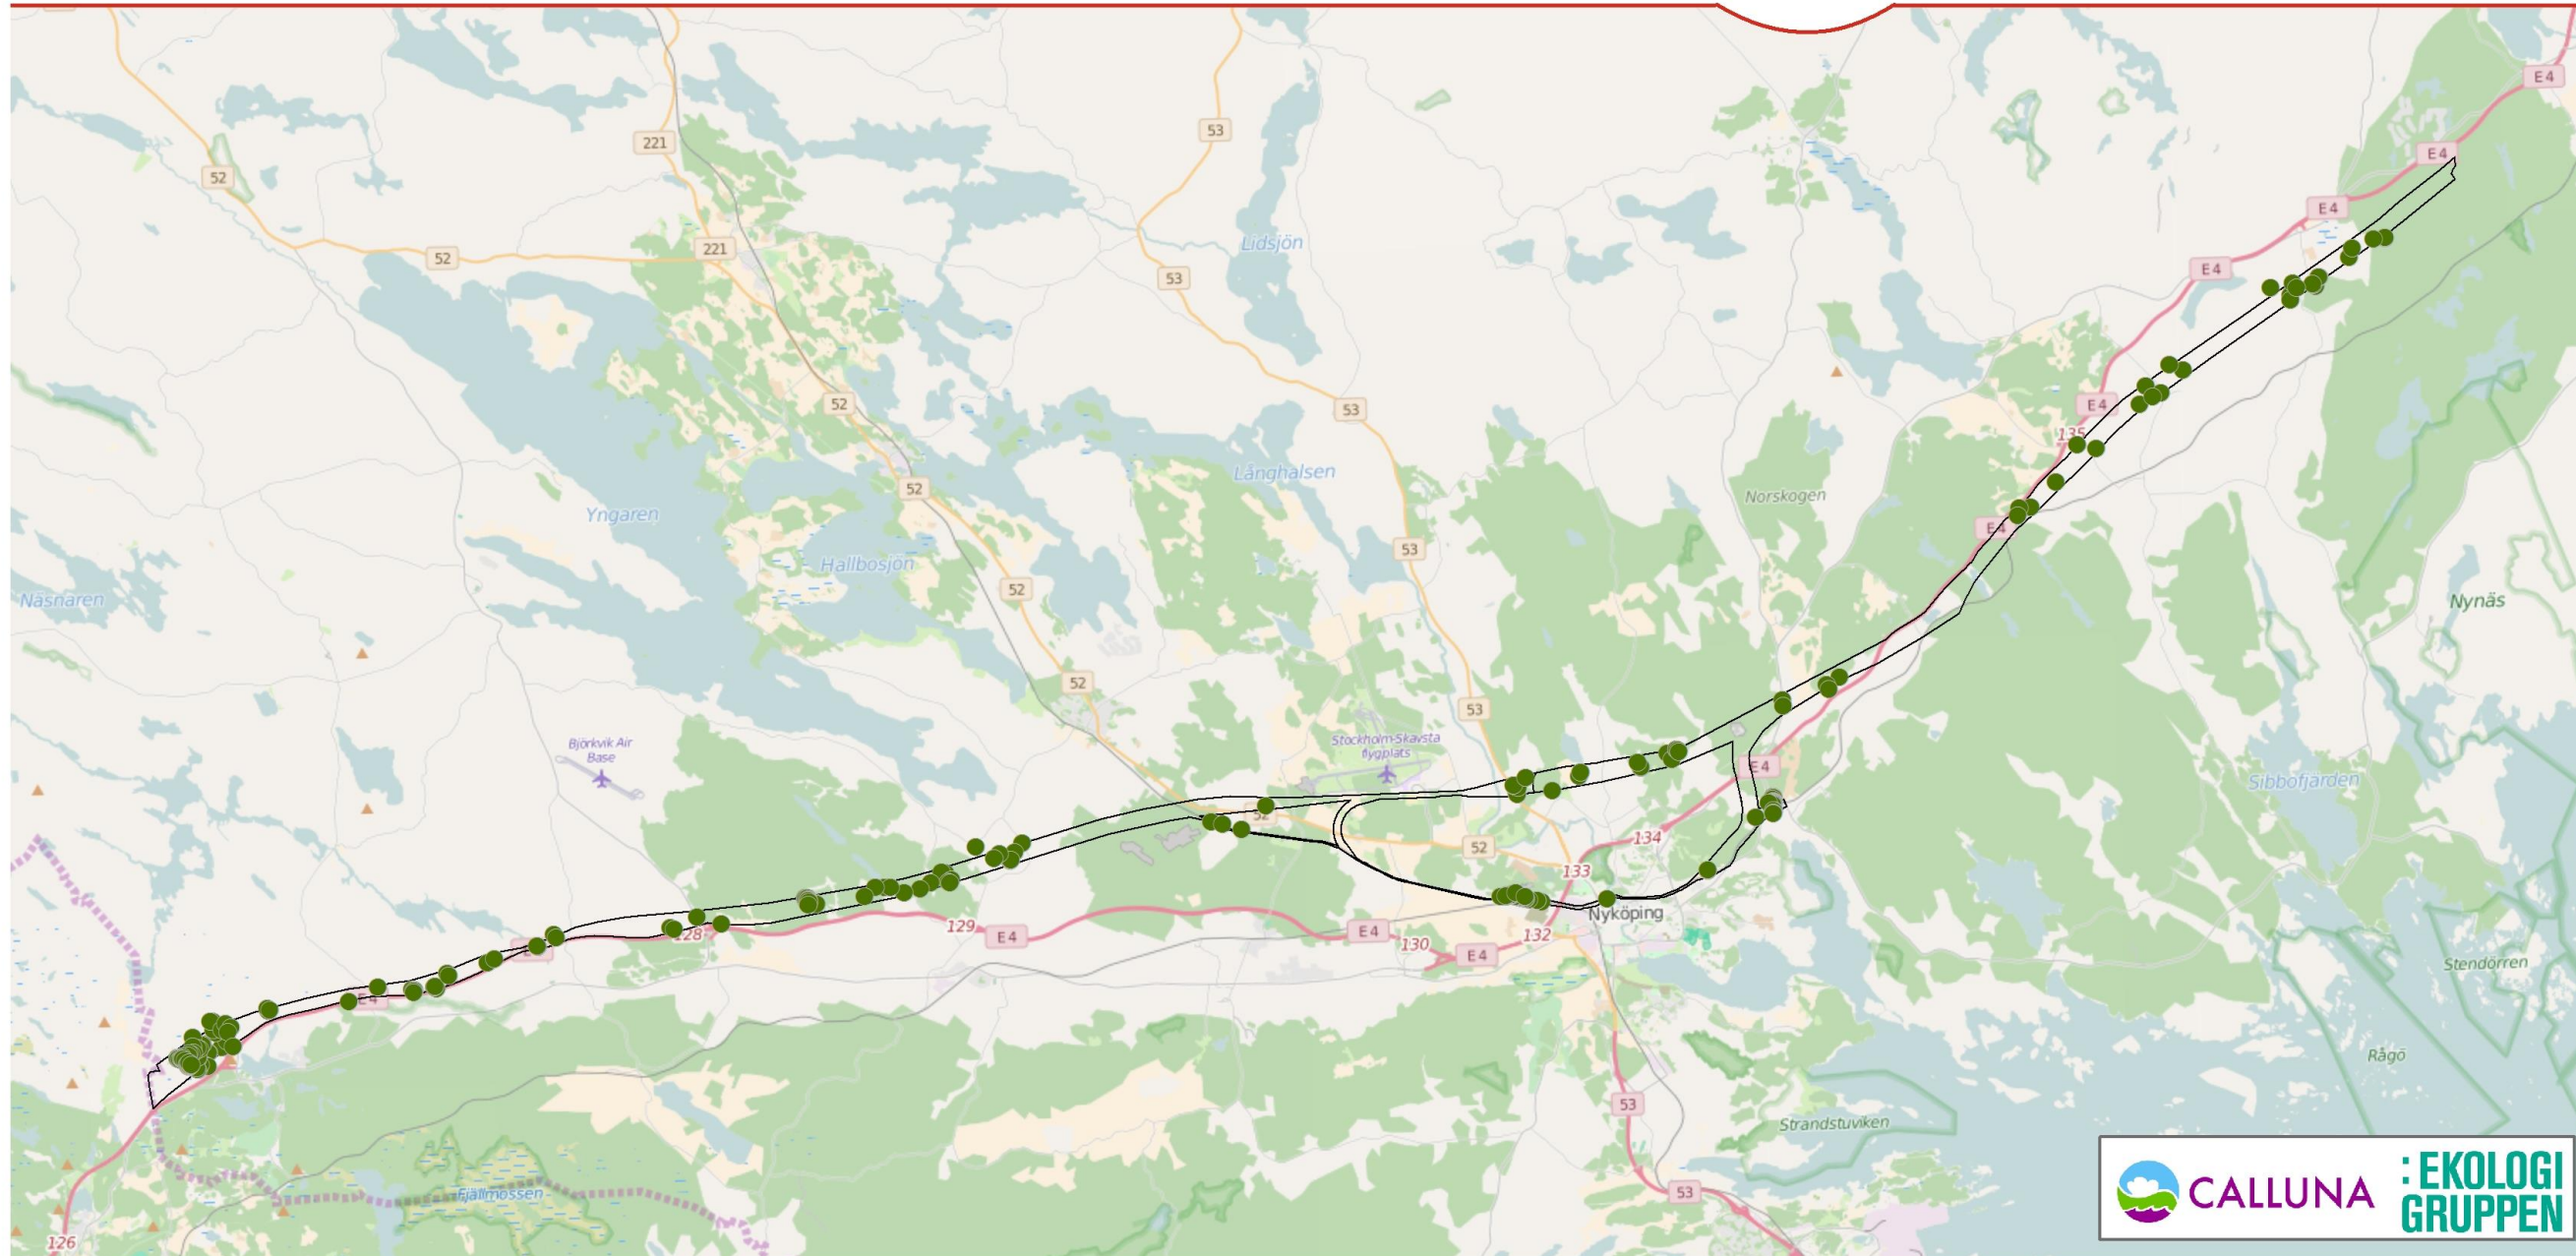 E4
221
53
E4
52
E4
221
Lidsjön
52
E4
53
52
53
E4
135
Långhalsen
52
Norskogen
Yngaren
E4
53
Hallbosjön
52
Näsnaren
Nynäs
52
53
Björkvik Air
Base
Stockholm-Skavsta
flygplats
E4
Sibbofjärden
52
134
52
133
Nyköping
129
E4
E4
128
132
130
E4
Stendörren
E4
Rågö
53
Strandstuviken
Fjällmossen
53
126
CALLUNA
:EKOLOGI
GRUPPEN